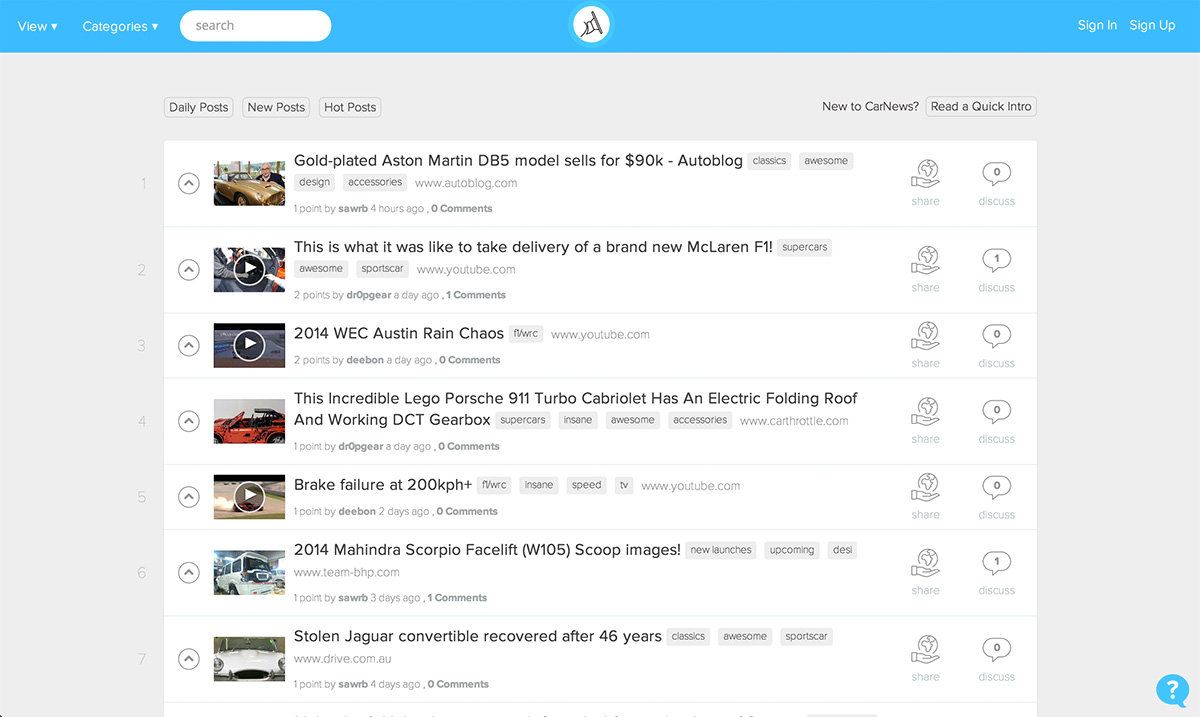 View ▾ Categories ▾ search Sign In Sign Up
Daily Posts New Posts Hot Posts New to CarNews? Read a Quick Intro
1
Gold-plated Aston Martin DB5 model sells for $90k - Autoblog classics awesome
design accessories www.autoblog.com
1 point by sawrb 4 hours ago , 0 Comments
share
0
discuss
2
This is what it was like to take delivery of a brand new McLaren F1! supercars
awesome sportscar www.youtube.com
2 points by dr0pgear a day ago , 1 Comments
share
1
discuss
3
2014 WEC Austin Rain Chaos f1/wrc www.youtube.com
2 points by deebon a day ago , 0 Comments
share
0
discuss
4
This Incredible Lego Porsche 911 Turbo Cabriolet Has An Electric Folding Roof
And Working DCT Gearbox supercars insane awesome accessories www.carthrottle.com
1 point by dr0pgear a day ago , 0 Comments
share
0
discuss
5
Brake failure at 200kph+ f1/wrc insane speed tv www.youtube.com
1 point by deebon 2 days ago , 0 Comments
share
0
discuss
6
2014 Mahindra Scorpio Facelift (W105) Scoop images! new launches upcoming desi
www.team-bhp.com
1 point by sawrb 3 days ago , 1 Comments
share
1
discuss
7
Stolen Jaguar convertible recovered after 46 years classics awesome sportscar
www.drive.com.au
1 point by sawrb 4 days ago , 0 Comments
share
0
discuss
?